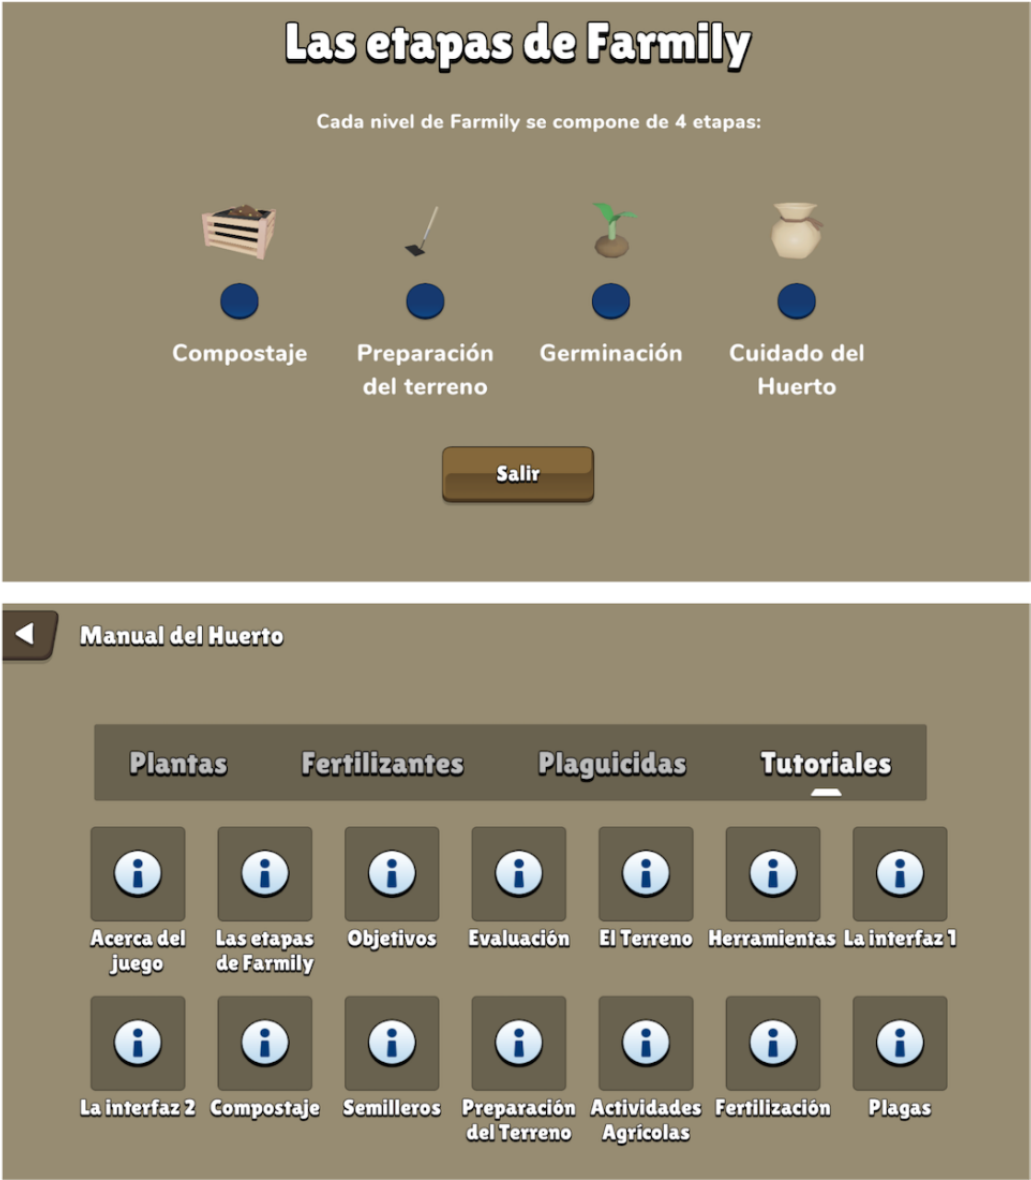 Las etapas de Farmily
Cada nivel de Farmily se compone de 4 etapas:
Compostaje
Preparación
del terreno
Germinación
Cuidado del
Huerto
Salir
Manual del Huerto
Plantas
Fertilizantes
Plaguicidas
Tutoriales
Acerca del
juego
Las etapas
de Farmily
Objetivos
Evaluación
El Terreno
Herramientas
La interfaz 1
La interfaz 2
Compostaje
Semilleros
Preparación
del Terreno
Actividades
Agrícolas
Fertilización
Plagas